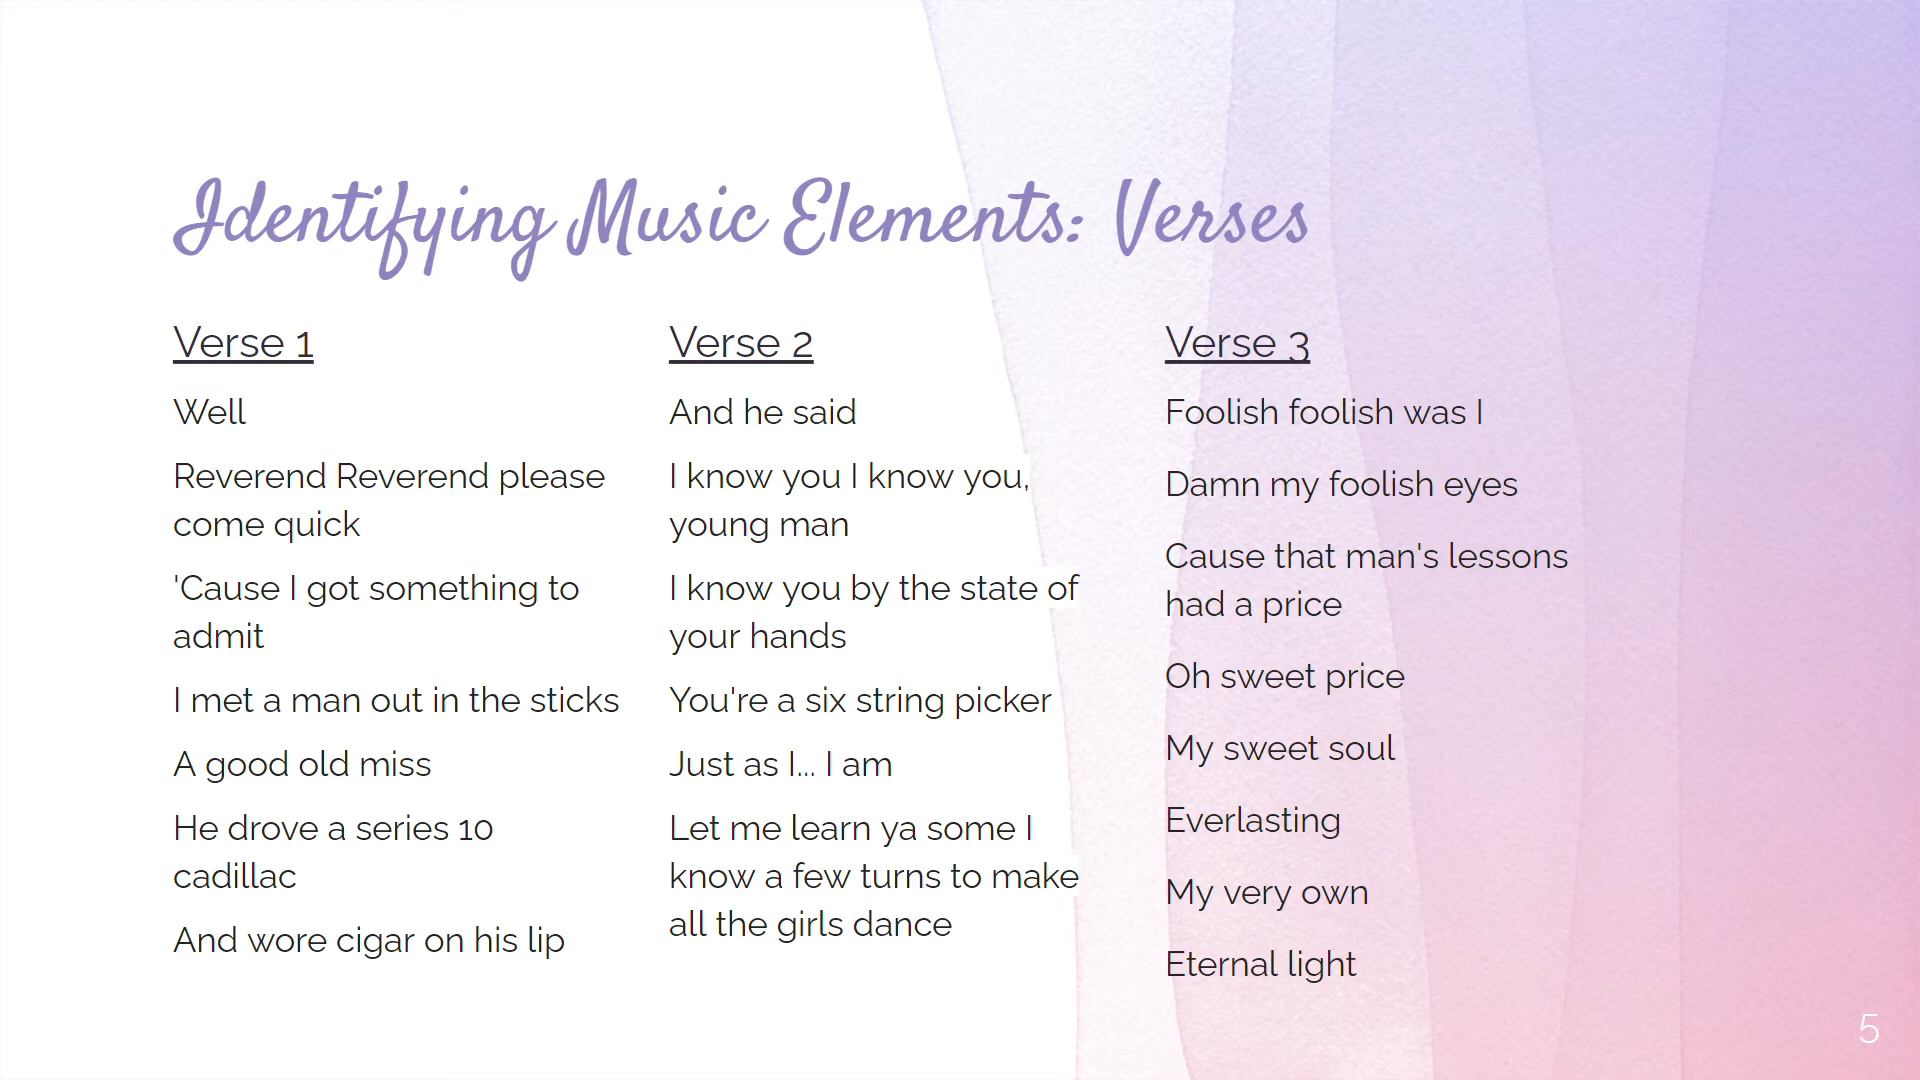 Identifying Music Elements: Verses
Verse 1
Well
Reverend Reverend please
come quick
'Cause I got something to
admit
I met a man out in the sticks
A good old miss
He drove a series 10
cadillac
And wore cigar on his lip
Verse 2
And he said
I know you I know you,
young man
I know you by the state of
your hands
You're a six string picker
Just as I... I am
Let me learn ya some I
know a few turns to make
all the girls dance
Verse 3
Foolish foolish was I
Damn my foolish eyes
Cause that man's lessons
had a price
Oh sweet price
My sweet soul
Everlasting
My very own
Eternal light
5